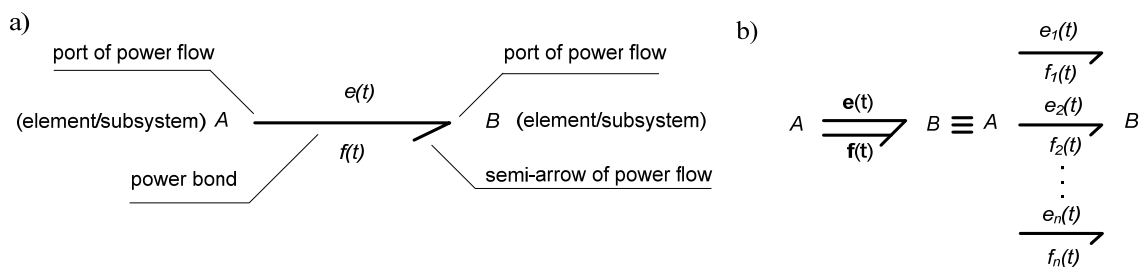 a)
port of power flow
port of power flow
e(t)
(element/subsystem) A
B (element/subsystem)
f(t)
power bond
semi-arrow of power flow
b)
e1(t)
f1(t)
e(t)
e2(t)
A B ≡ A B
f(t)
f2(t)
en(t)
fn(t)